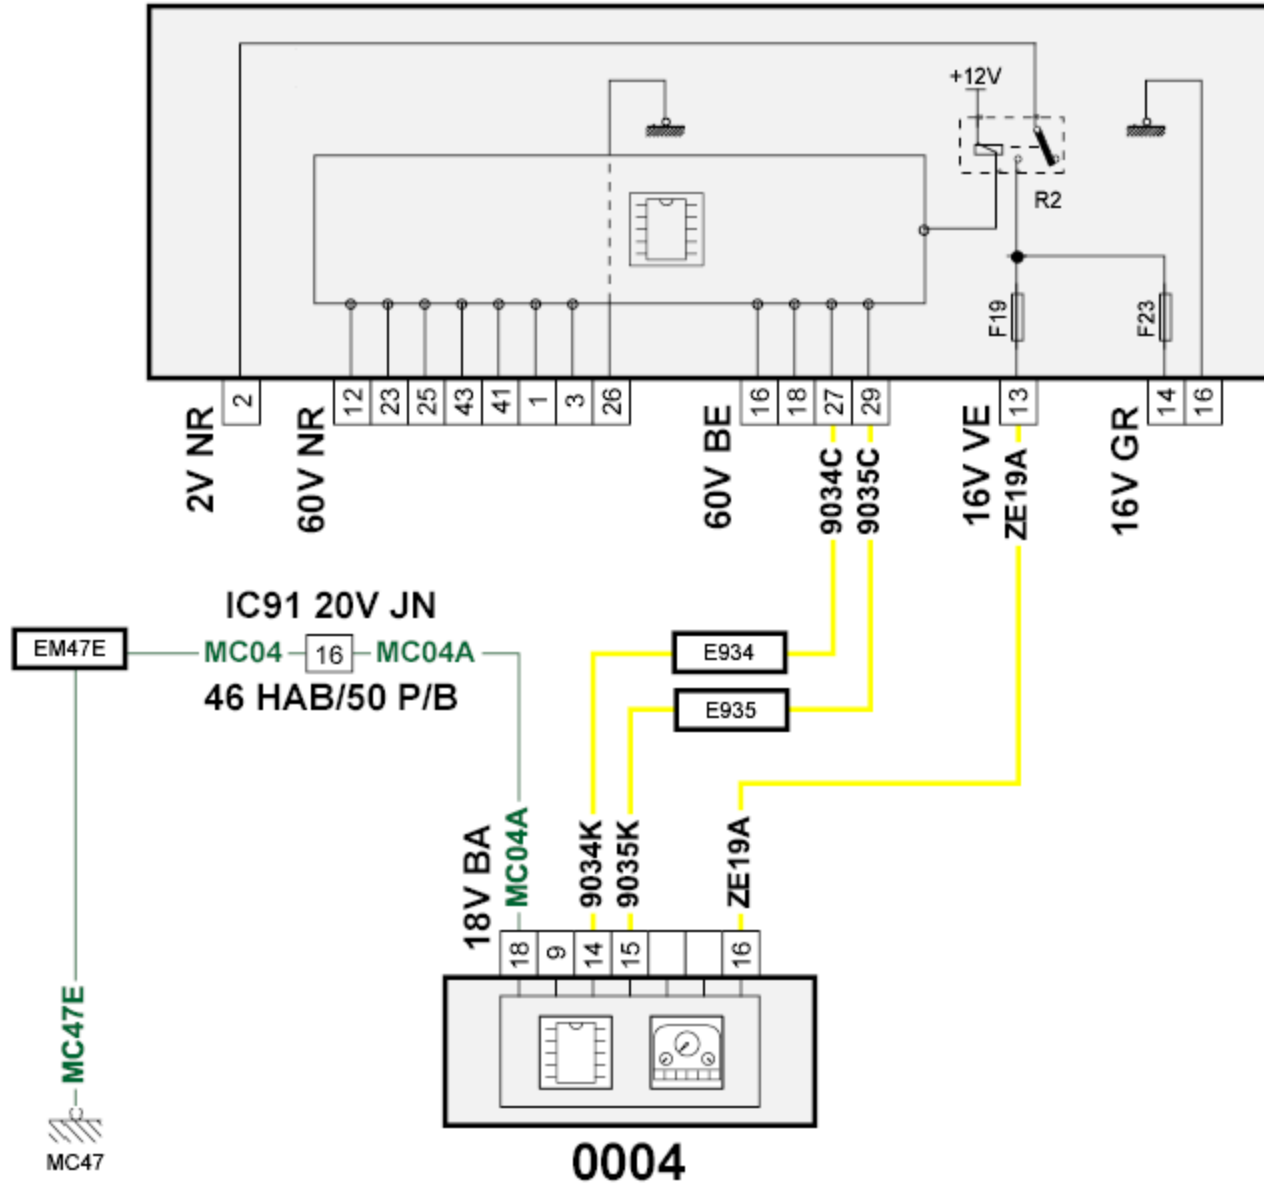 +12V
R2
F19
F23
2V NR
2
60V NR
12 23 25 43 41 1 3 26
60V BE
16 18 27 29
16V VE
13
16V GR
14 16
9034C
9035C
ZE19A
IC91 20V JN
EM47E
MC04 16 MC04A
46 HAB/50 P/B
E934
E935
18V BA
MC04A
9034K
9035K
ZE19A
18 9 14 15 16
MC47E
MC47
0004